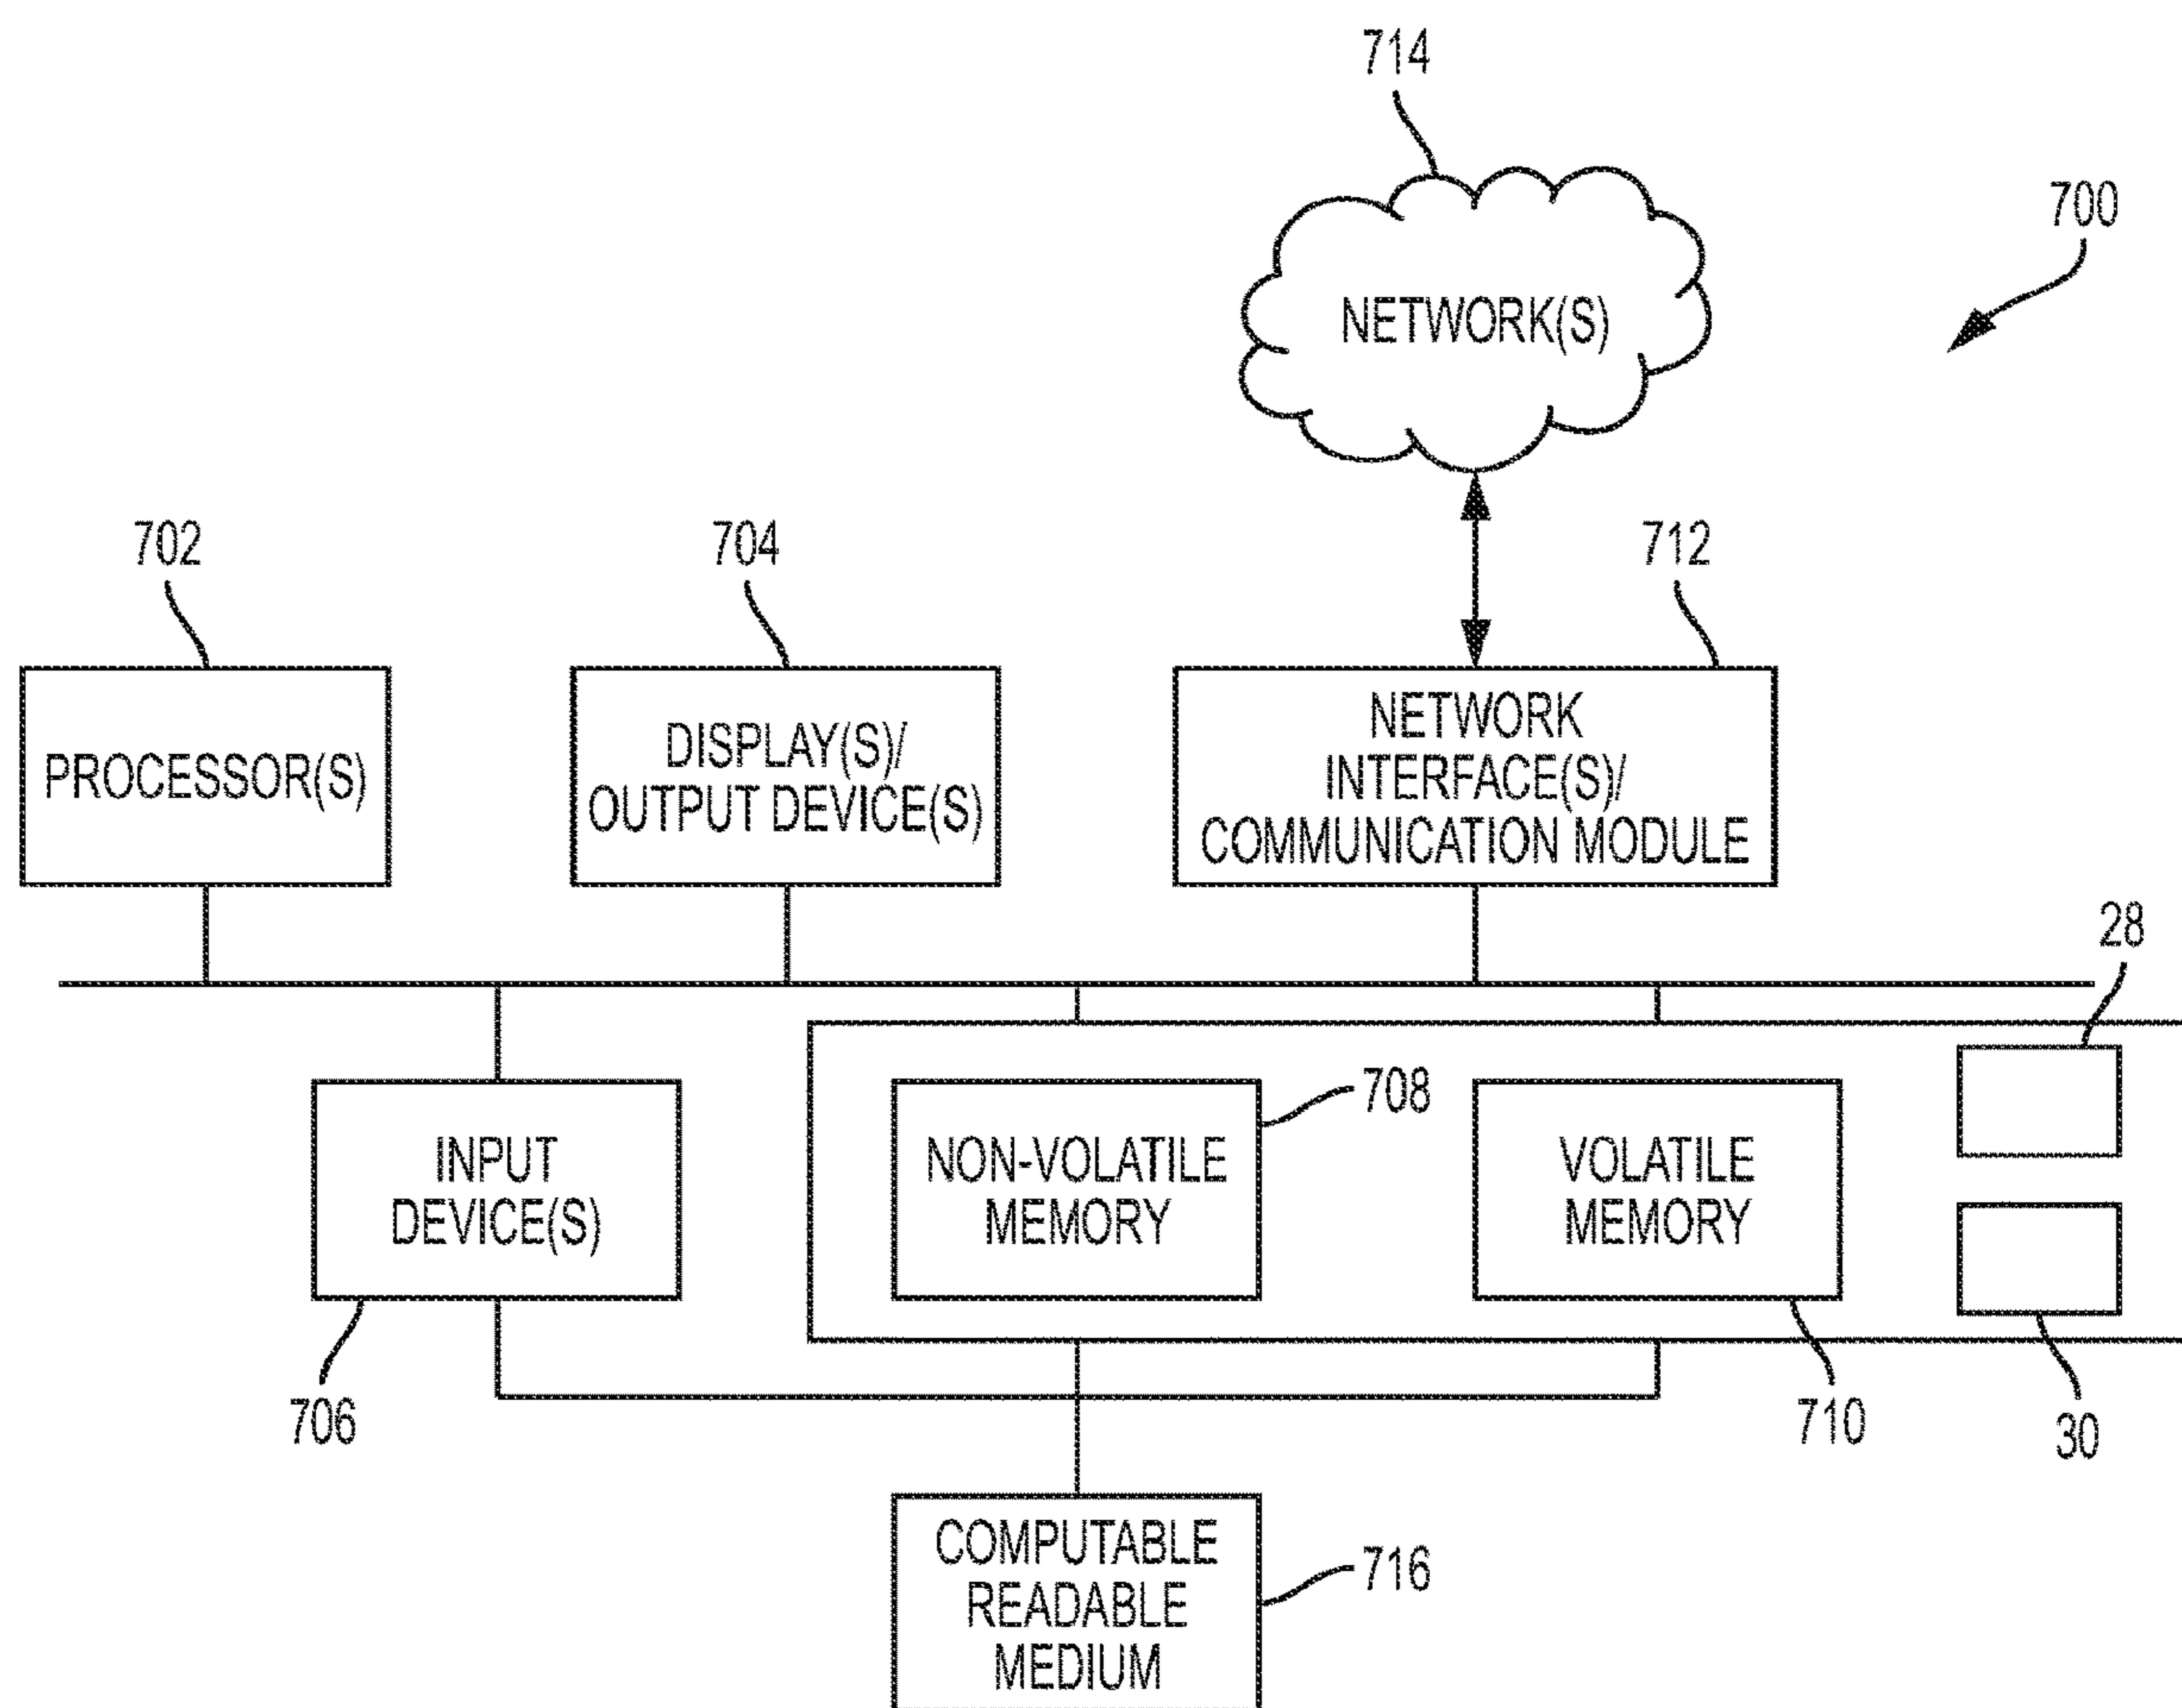 714
700
NETWORK(S)
702
704
712
PROCESSOR(S)
DISPLAY(S)/
OUTPUT DEVICE(S)
NETWORK
INTERFACE(S)/
COMMUNICATION MODULE
28
INPUT
DEVICE(S)
NON-VOLATILE
MEMORY
708
VOLATILE
MEMORY
706
710
30
COMPUTABLE
READABLE
MEDIUM
716